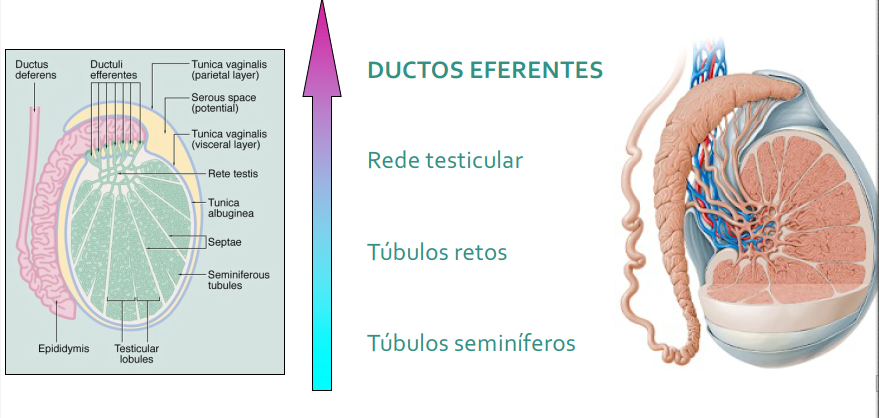 Ductus
deferens
Ductuli
efferentes
Tunica vaginalis
(parietal layer)
Serous space
(potential)
Tunica vaginalis
(visceral layer)
Rete testis
Tunica
albuginea
Septae
Seminiferous
tubules
Epididymis
Testicular
lobules
DUCTOS EFERENTES
Rede testicular
Túbulos retos
Túbulos seminíferos